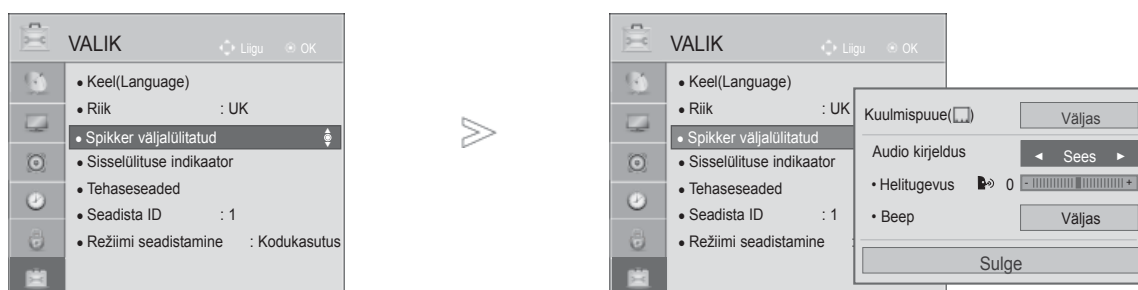 VALIK Liigu OK
• Keel(Language)
• Riik : UK
• Spikker väljalülitatud
• Sisselülituse indikaator
• Tehaseseaded
• Seadista ID : 1
• Režiimi seadistamine : Kodukasutus
VALIK Liigu OK
• Keel(Language)
• Riik : UK
• Spikker väljalülitatud
• Sisselülituse indikaator
• Tehaseseaded
• Seadista ID : 1
• Režiimi seadistamine :
Kuulmispuue( ) Väljas
Audio kirjeldus ◄ Sees ►
• Helitugevus 0 - +
• Beep Väljas
Sulge